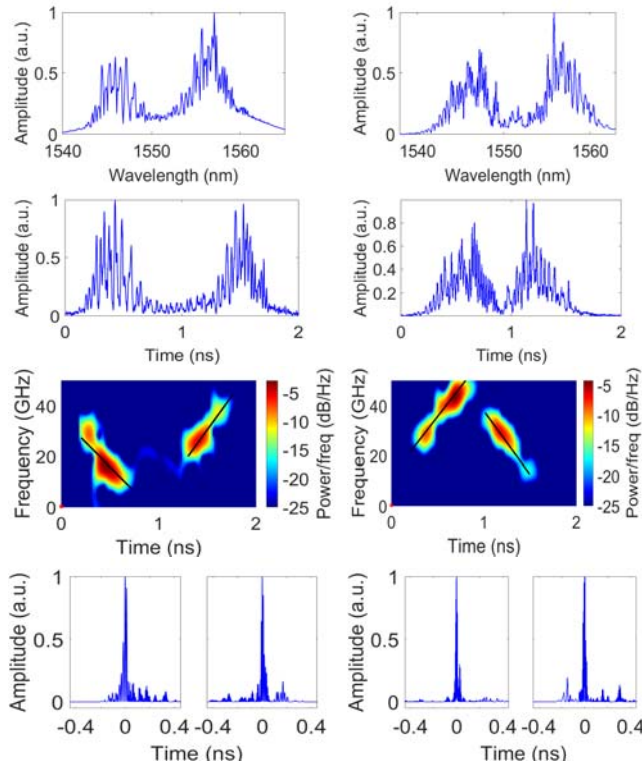 Amplitude (a.u.)
1
0.5
0
1540 1550 1560
Wavelength (nm)
Amplitude (a.u.)
1
0.5
0
1540 1550 1560
Wavelength (nm)
Amplitude (a.u.)
1
0.5
0
0 1 2
Time (ns)
Amplitude (a.u.)
0.8
0.6
0.4
0.2
0 1 2
Time (ns)
Frequency (GHz)
40
20
0
0 1 2
Time (ns)
-5
-10
-15
-20
-25
Power/freq (dB/Hz)
Frequency (GHz)
40
20
0
0 1 2
Time (ns)
-5
-10
-15
-20
-25
Power/freq (dB/Hz)
Amplitude (a.u.)
1
0.5
0
-0.4 0 0.4
-0.4 0 0.4
Time (ns)
Amplitude (a.u.)
1
0.5
0
-0.4 0 0.4
-0.4 0 0.4
Time (ns)